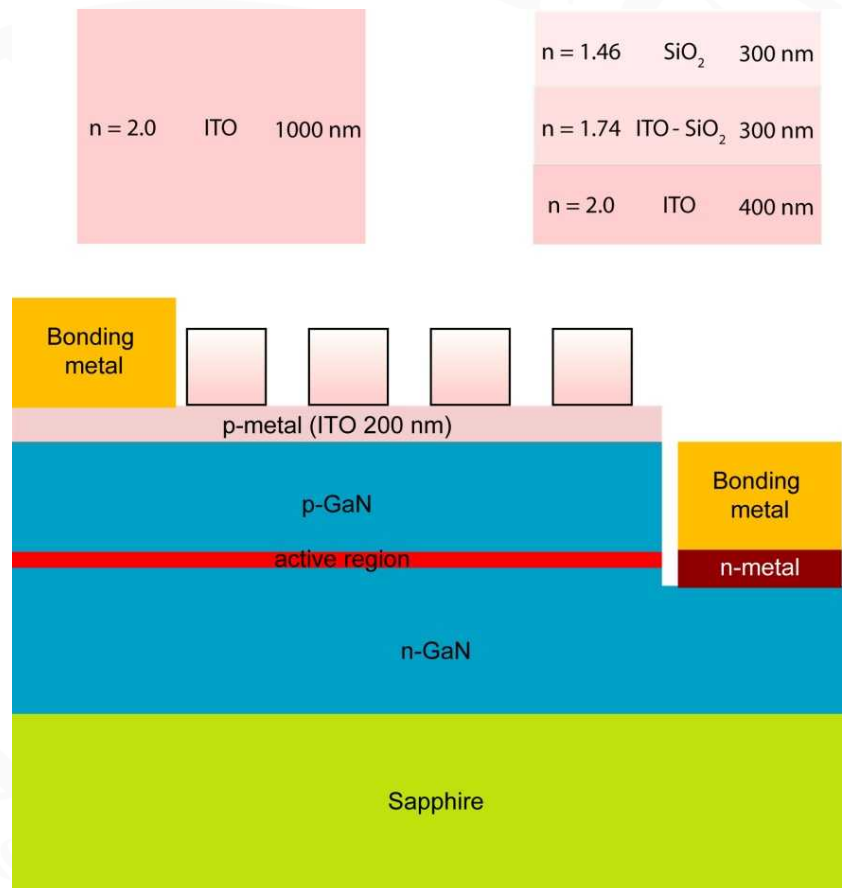 n = 2.0 ITO 1000 nm
n = 1.46 SiO₂ 300 nm
n = 1.74 ITO - SiO₂ 300 nm
n = 2.0 ITO 400 nm
Bonding
metal
p-metal (ITO 200 nm)
p-GaN
Bonding
metal
active region
n-metal
n-GaN
Sapphire